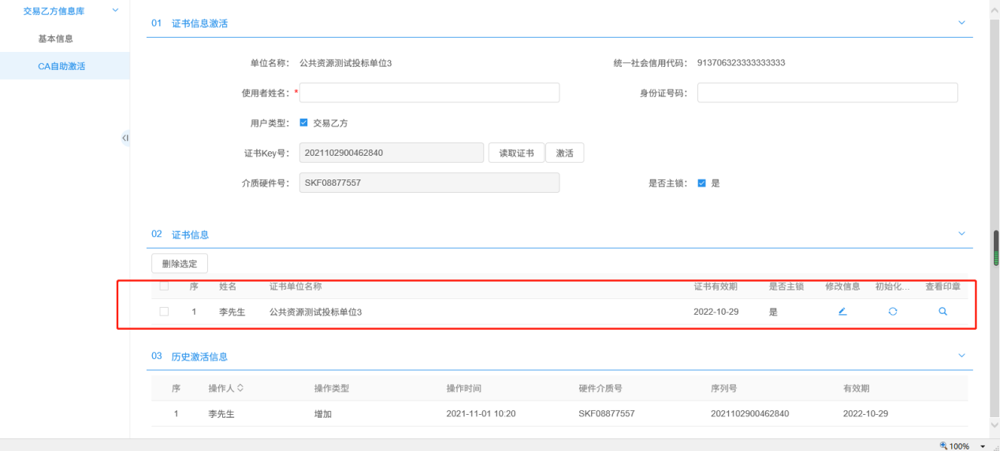 交易乙方信息库
基本信息
CA自助激活
01 证书信息激活
单位名称: 公共资源测试投标单位3 统一社会信用代码: 913706323333333333
使用者姓名: * 身份证号码:
用户类型: 交易乙方
证书Key号: 2021102900462840 读取证书 激活
介质硬件号: SKF08877557 是否主锁: 是
02 证书信息
删除选定
序 姓名 证书单位名称 证书有效期 是否主锁 修改信息 初始化... 查看印章
1 李先生 公共资源测试投标单位3 2022-10-29 是
03 历史激活信息
序 操作人 操作类型 操作时间 硬件介质号 序列号 有效期
1 李先生 增加 2021-11-01 10:20 SKF08877557 2021102900462840 2022-10-29
100%